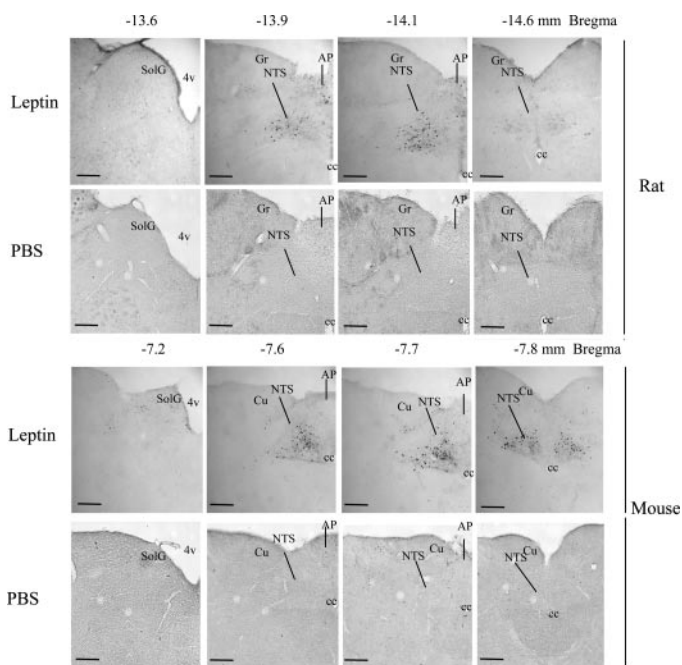 -13.6 -13.9 -14.1 -14.6 mm Bregma
Leptin
SolG 4v
Gr NTS AP cc
Gr NTS AP cc
Gr NTS cc
Rat
PBS
SolG 4v
Gr NTS AP cc
Gr NTS AP cc
Gr NTS cc
-7.2 -7.6 -7.7 -7.8 mm Bregma
Leptin
4v
Cu NTS AP cc
Cu NTS AP cc
NTS Cu cc
Mouse
PBS
SolG 4v
Cu NTS AP cc
NTS Cu AP cc
NTS Cu cc